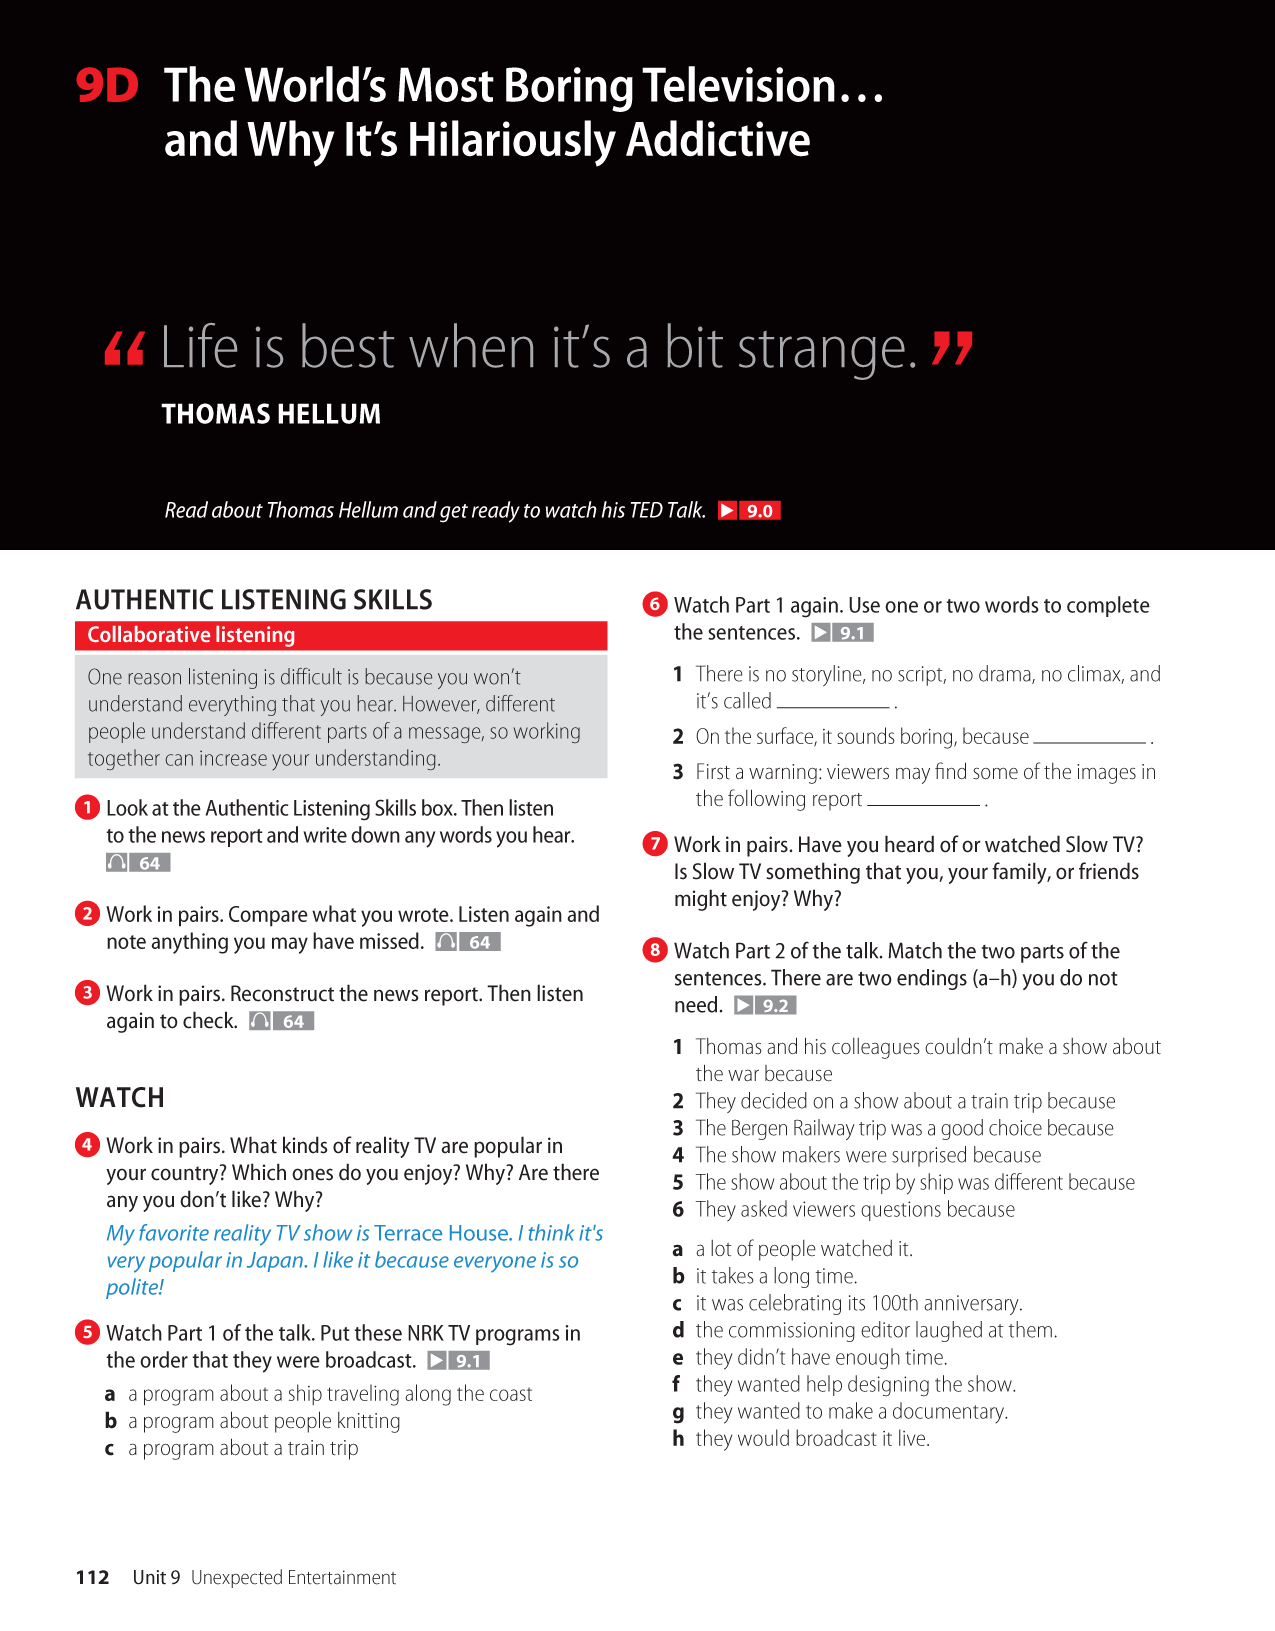 9D The World’s Most Boring Television…
and Why It’s Hilariously Addictive
“ Life is best when it’s a bit strange. ”
THOMAS HELLUM
Read about Thomas Hellum and get ready to watch his TED Talk. ▶ 9.0
AUTHENTIC LISTENING SKILLS
Collaborative listening
One reason listening is difficult is because you won’t
understand everything that you hear. However, different
people understand different parts of a message, so working
together can increase your understanding.
1 Look at the Authentic Listening Skills box. Then listen
to the news report and write down any words you hear.
64
2 Work in pairs. Compare what you wrote. Listen again and
note anything you may have missed. 64
3 Work in pairs. Reconstruct the news report. Then listen
again to check. 64
WATCH
4 Work in pairs. What kinds of reality TV are popular in
your country? Which ones do you enjoy? Why? Are there
any you don’t like? Why?
My favorite reality TV show is Terrace House. I think it's
very popular in Japan. I like it because everyone is so
polite!
5 Watch Part 1 of the talk. Put these NRK TV programs in
the order that they were broadcast. ▶ 9.1
a a program about a ship traveling along the coast
b a program about people knitting
c a program about a train trip
6 Watch Part 1 again. Use one or two words to complete
the sentences. ▶ 9.1
1 There is no storyline, no script, no drama, no climax, and
it’s called ___________ .
2 On the surface, it sounds boring, because ___________ .
3 First a warning: viewers may find some of the images in
the following report ___________ .
7 Work in pairs. Have you heard of or watched Slow TV?
Is Slow TV something that you, your family, or friends
might enjoy? Why?
8 Watch Part 2 of the talk. Match the two parts of the
sentences. There are two endings (a–h) you do not
need. ▶ 9.2
1 Thomas and his colleagues couldn’t make a show about
the war because
2 They decided on a show about a train trip because
3 The Bergen Railway trip was a good choice because
4 The show makers were surprised because
5 The show about the trip by ship was different because
6 They asked viewers questions because
a a lot of people watched it.
b it takes a long time.
c it was celebrating its 100th anniversary.
d the commissioning editor laughed at them.
e they didn’t have enough time.
f they wanted help designing the show.
g they wanted to make a documentary.
h they would broadcast it live.
112 Unit 9 Unexpected Entertainment